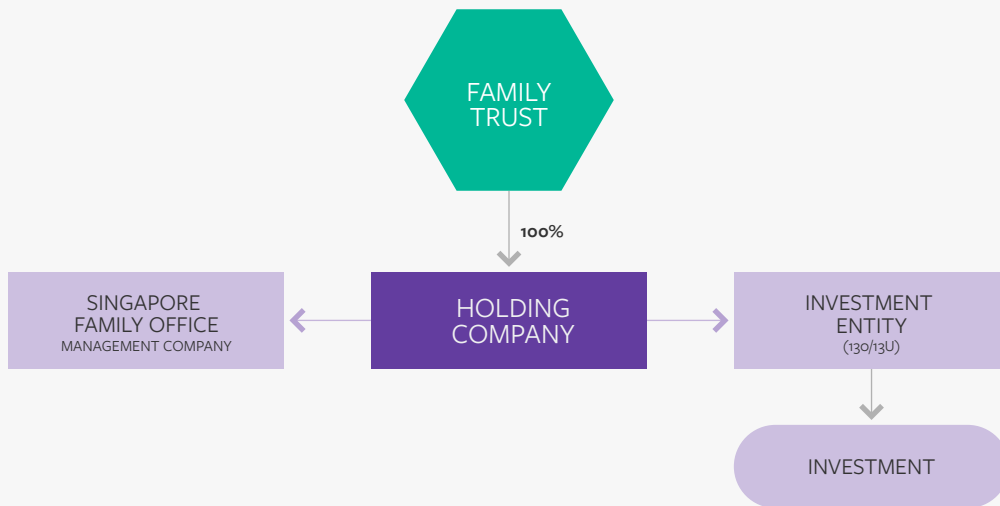 FAMILY
TRUST
100%
SINGAPORE
FAMILY OFFICE
MANAGEMENT COMPANY
HOLDING
COMPANY
INVESTMENT
ENTITY
(13O/13U)
INVESTMENT